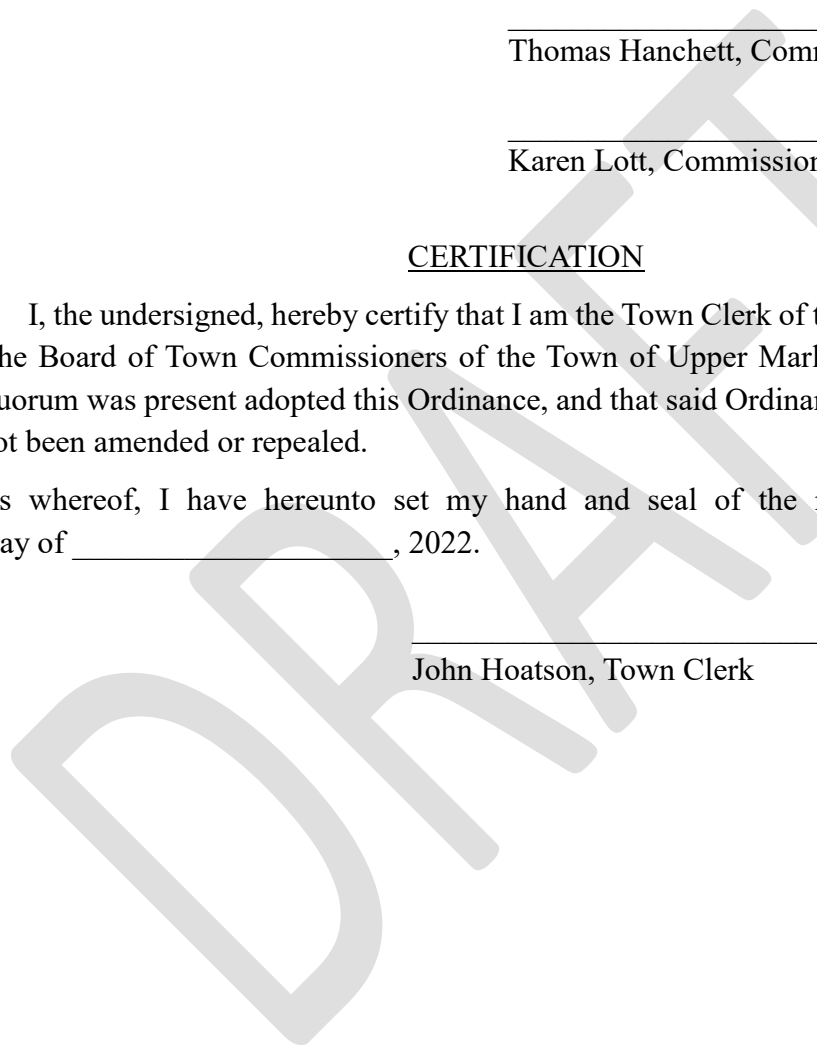 Thomas Hanchett, Com
Karen Lott, Commission
CERTIFICATION
I, the undersigned, hereby certify that I am the Town Clerk of
he Board of Town Commissioners of the Town of Upper Marl
uorum was present adopted this Ordinance, and that said Ordina
ot been amended or repealed.
s whereof, I have hereunto set my hand and seal of the
ay of ____________________, 2022.
John Hoatson, Town Clerk
DRAFT